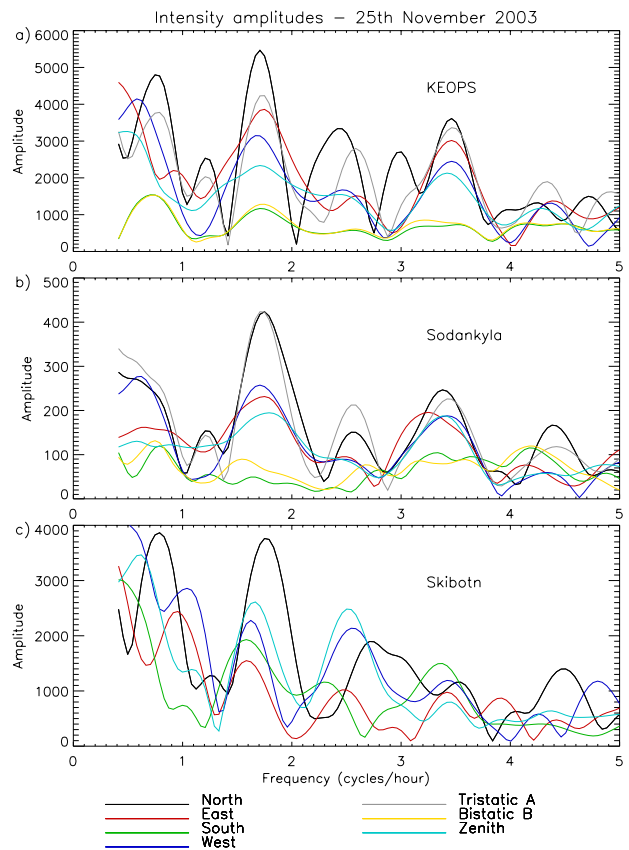 Intensity amplitudes – 25th November 2003
a)
6000
5000
4000
3000
2000
1000
0
Amplitude
KEOPS
0 1 2 3 4 5
b)
500
400
300
200
100
0
Amplitude
Sodankyla
0 1 2 3 4 5
c)
4000
3000
2000
1000
0
Amplitude
Skibotn
0 1 2 3 4 5
Frequency (cycles/hour)
North
East
South
West
Tristatic A
Bistatic B
Zenith